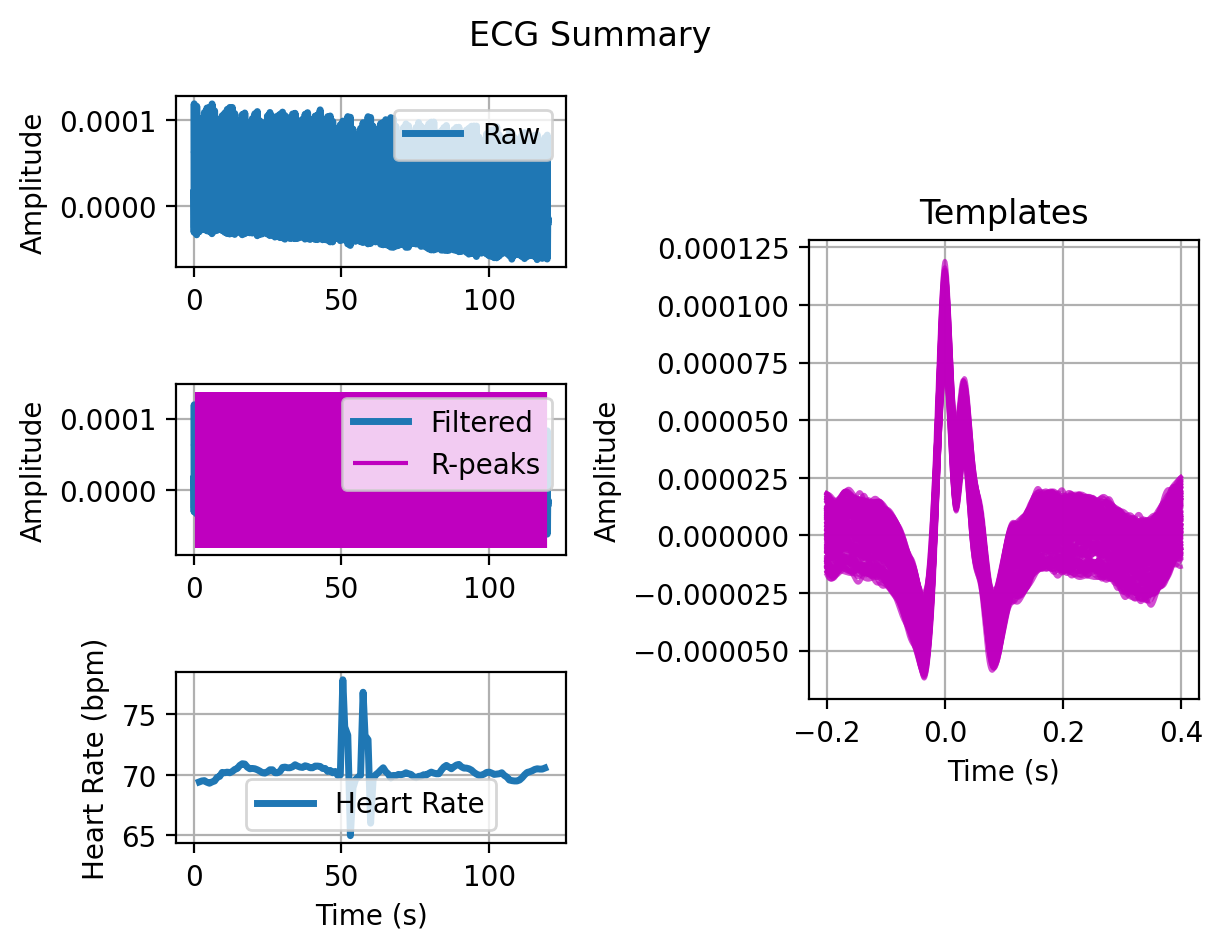 ECG Summary
Amplitude
0.0001
0.0000
Raw
0
50
100
Amplitude
0.0001
0.0000
Filtered
R-peaks
0
50
100
Heart Rate (bpm)
75
70
65
Heart Rate
0
50
100
Time (s)
Templates
Amplitude
0.000125
0.000100
0.000075
0.000050
0.000025
0.000000
−0.000025
−0.000050
−0.2
0.0
0.2
0.4
Time (s)